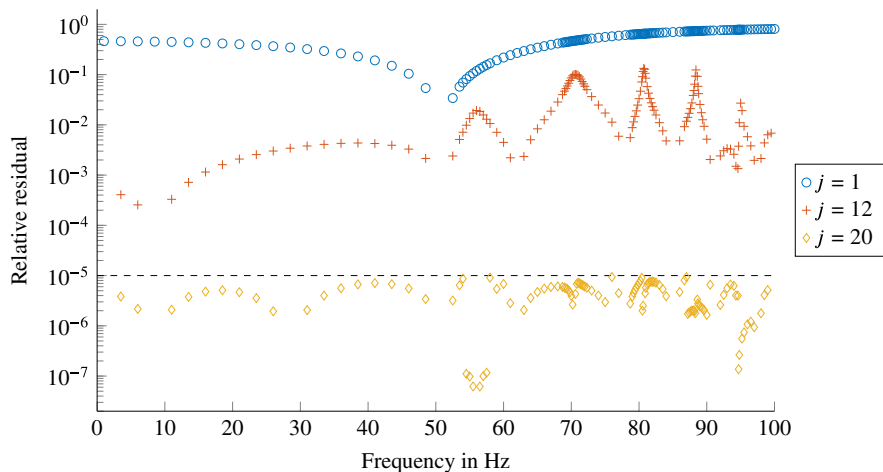 Relative residual
10^0
10^−1
10^−2
10^−3
10^−4
10^−5
10^−6
10^−7
0 10 20 30 40 50 60 70 80 90 100
Frequency in Hz
j = 1
j = 12
j = 20